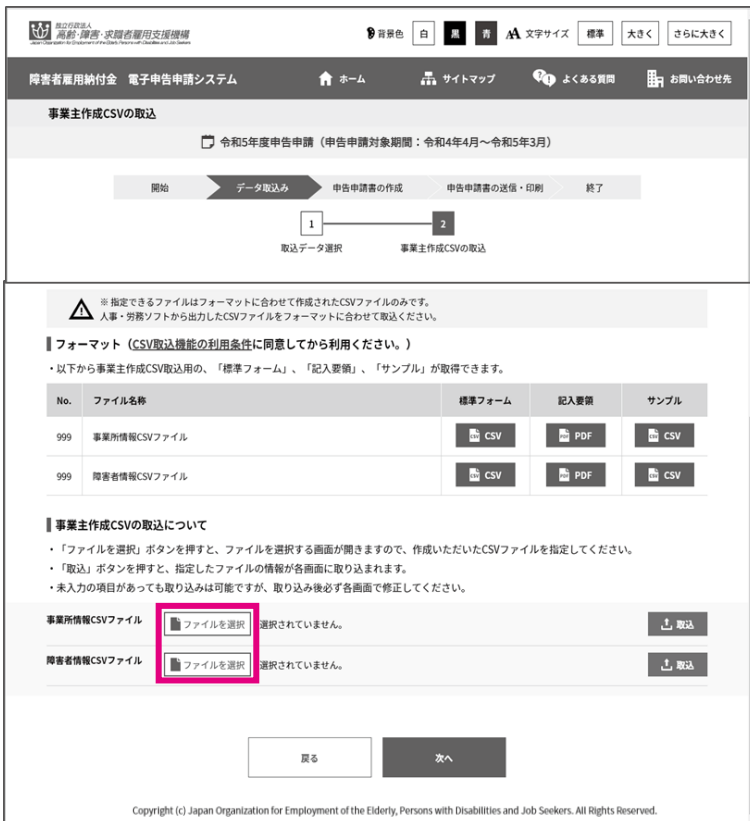 独立行政法人
高齢・障害・求職者雇用支援機構
Japan Organization for Employment of the Elderly, Persons with Disabilities and Job Seekers
背景色 白 黒 青 AA 文字サイズ 標準 大きく さらに大きく
障害者雇用納付金 電子申告申請システム ホーム サイトマップ よくある質問 お問い合わせ先
事業主作成CSVの取込
令和5年度申告申請（申告申請対象期間：令和4年4月～令和5年3月）
開始 データ取込み 申告申請書の作成 申告申請書の送信・印刷 終了
1 2
取込データ選択 事業主作成CSVの取込
※ 指定できるファイルはフォーマットに合わせて作成されたCSVファイルのみです。
人事・労務ソフトから出力したCSVファイルをフォーマットに合わせて取込ください。
フォーマット（CSV取込機能の利用条件に同意してから利用ください。）
・以下から事業主作成CSV取込用の、「標準フォーム」、「記入要領」、「サンプル」が取得できます。
No. ファイル名称 標準フォーム 記入要領 サンプル
999 事業所情報CSVファイル CSV PDF CSV
999 障害者情報CSVファイル CSV PDF CSV
事業主作成CSVの取込について
・「ファイルを選択」ボタンを押すと、ファイルを選択する画面が開きますので、作成いただいたCSVファイルを指定してください。
・「取込」ボタンを押すと、指定したファイルの情報が各画面に取り込まれます。
・未入力の項目があっても取り込みは可能ですが、取り込み後必ず各画面で修正してください。
事業所情報CSVファイル ファイルを選択 選択されていません。 取込
障害者情報CSVファイル ファイルを選択 選択されていません。 取込
戻る 次へ
Copyright (c) Japan Organization for Employment of the Elderly, Persons with Disabilities and Job Seekers. All Rights Reserved.